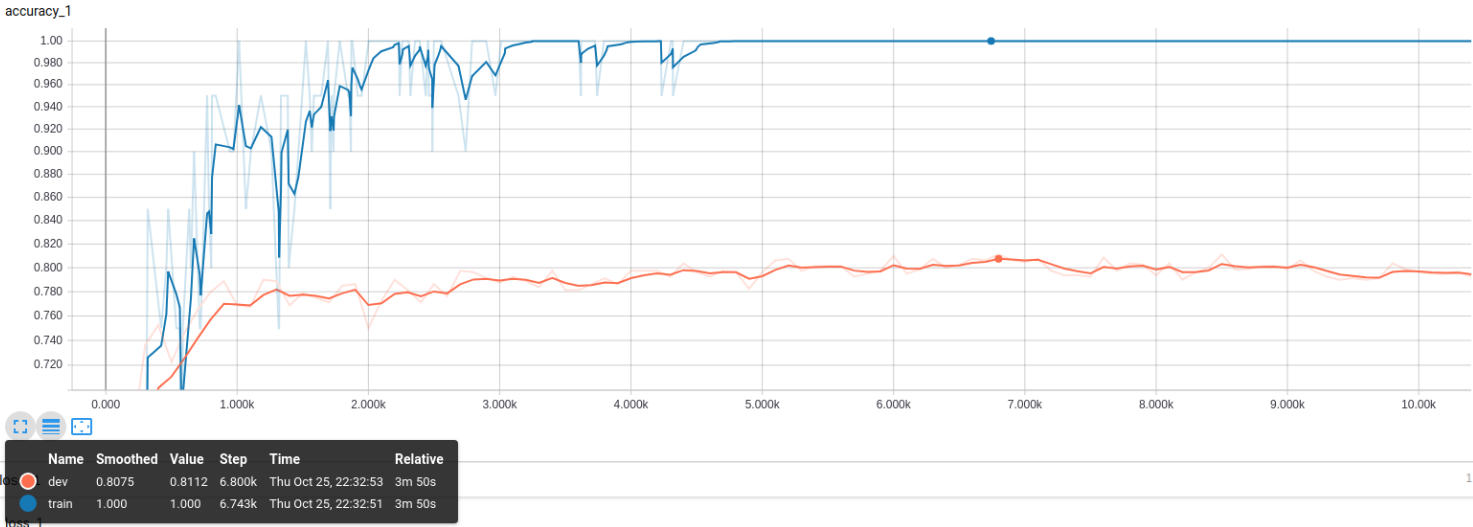 accuracy_1
1.00
0.980
0.960
0.940
0.920
0.900
0.880
0.860
0.840
0.820
0.800
0.780
0.760
0.740
0.720
0.000 1.000k 2.000k 3.000k 4.000k 5.000k 6.000k 7.000k 8.000k 9.000k 10.00k
Name Smoothed Value Step Time Relative
dev 0.8075 0.8112 6.800k Thu Oct 25, 22:32:53 3m 50s
train 1.000 1.000 6.743k Thu Oct 25, 22:32:51 3m 50s
1
loss_1